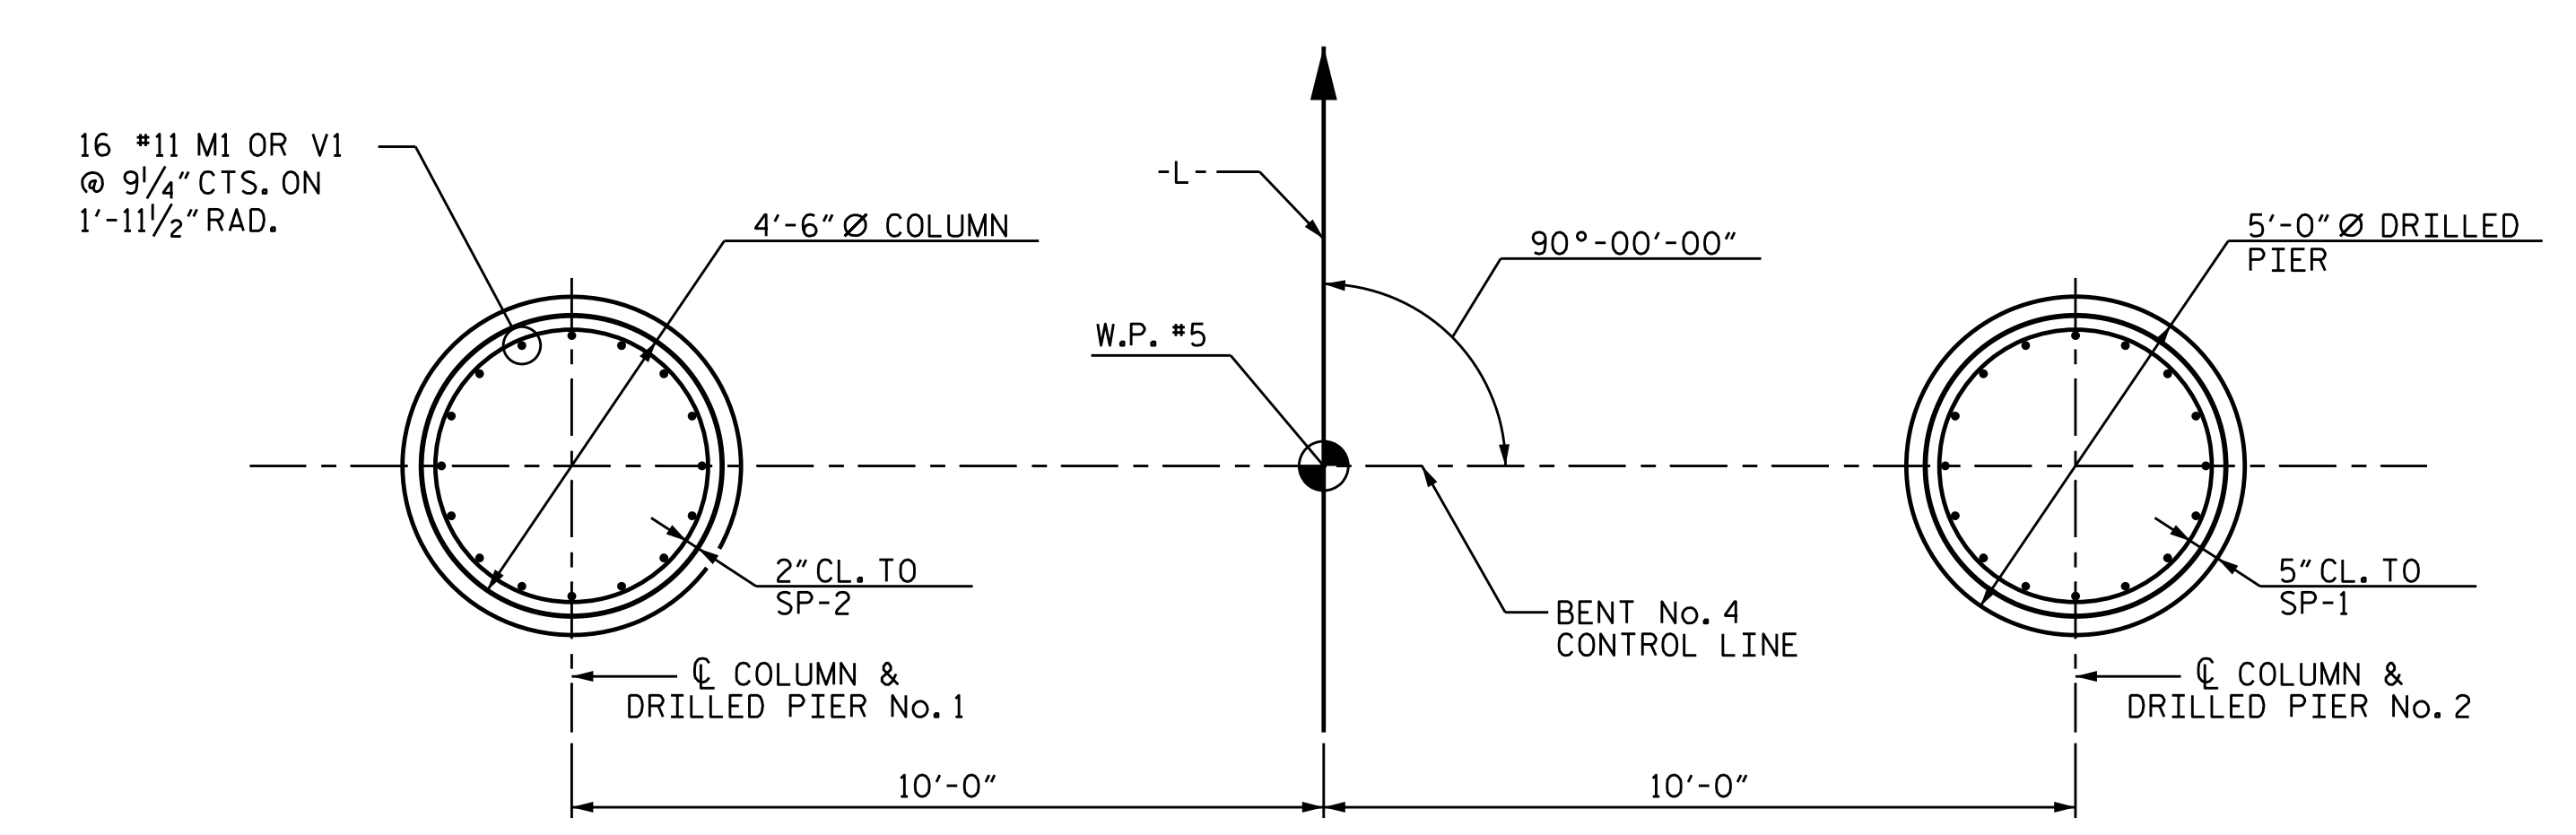 16 #11 M1 OR V1
@ 9 1/4" CTS. ON
1'-11 1/2" RAD.
4'-6" Ø COLUMN
-L-
90°-00'-00"
5'-0" Ø DRILLED
PIER
W.P. #5
2" CL. TO
SP-2
BENT No. 4
CONTROL LINE
5" CL. TO
SP-1
℄ COLUMN &
DRILLED PIER No. 1
℄ COLUMN &
DRILLED PIER No. 2
10'-0"
10'-0"